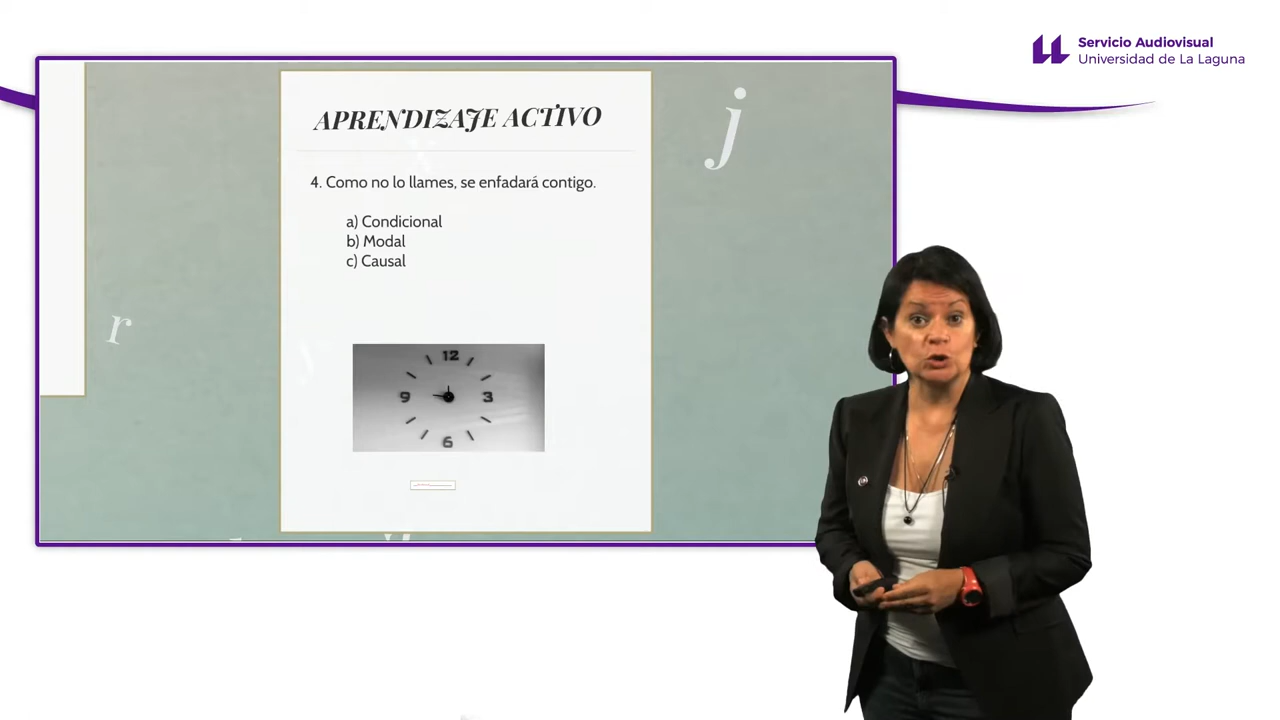 Servicio Audiovisual
Universidad de La Laguna
APRENDIZAJE ACTIVO
j
4. Como no lo llames, se enfadará contigo.
a) Condicional
b) Modal
c) Causal
r
12
9
3
6